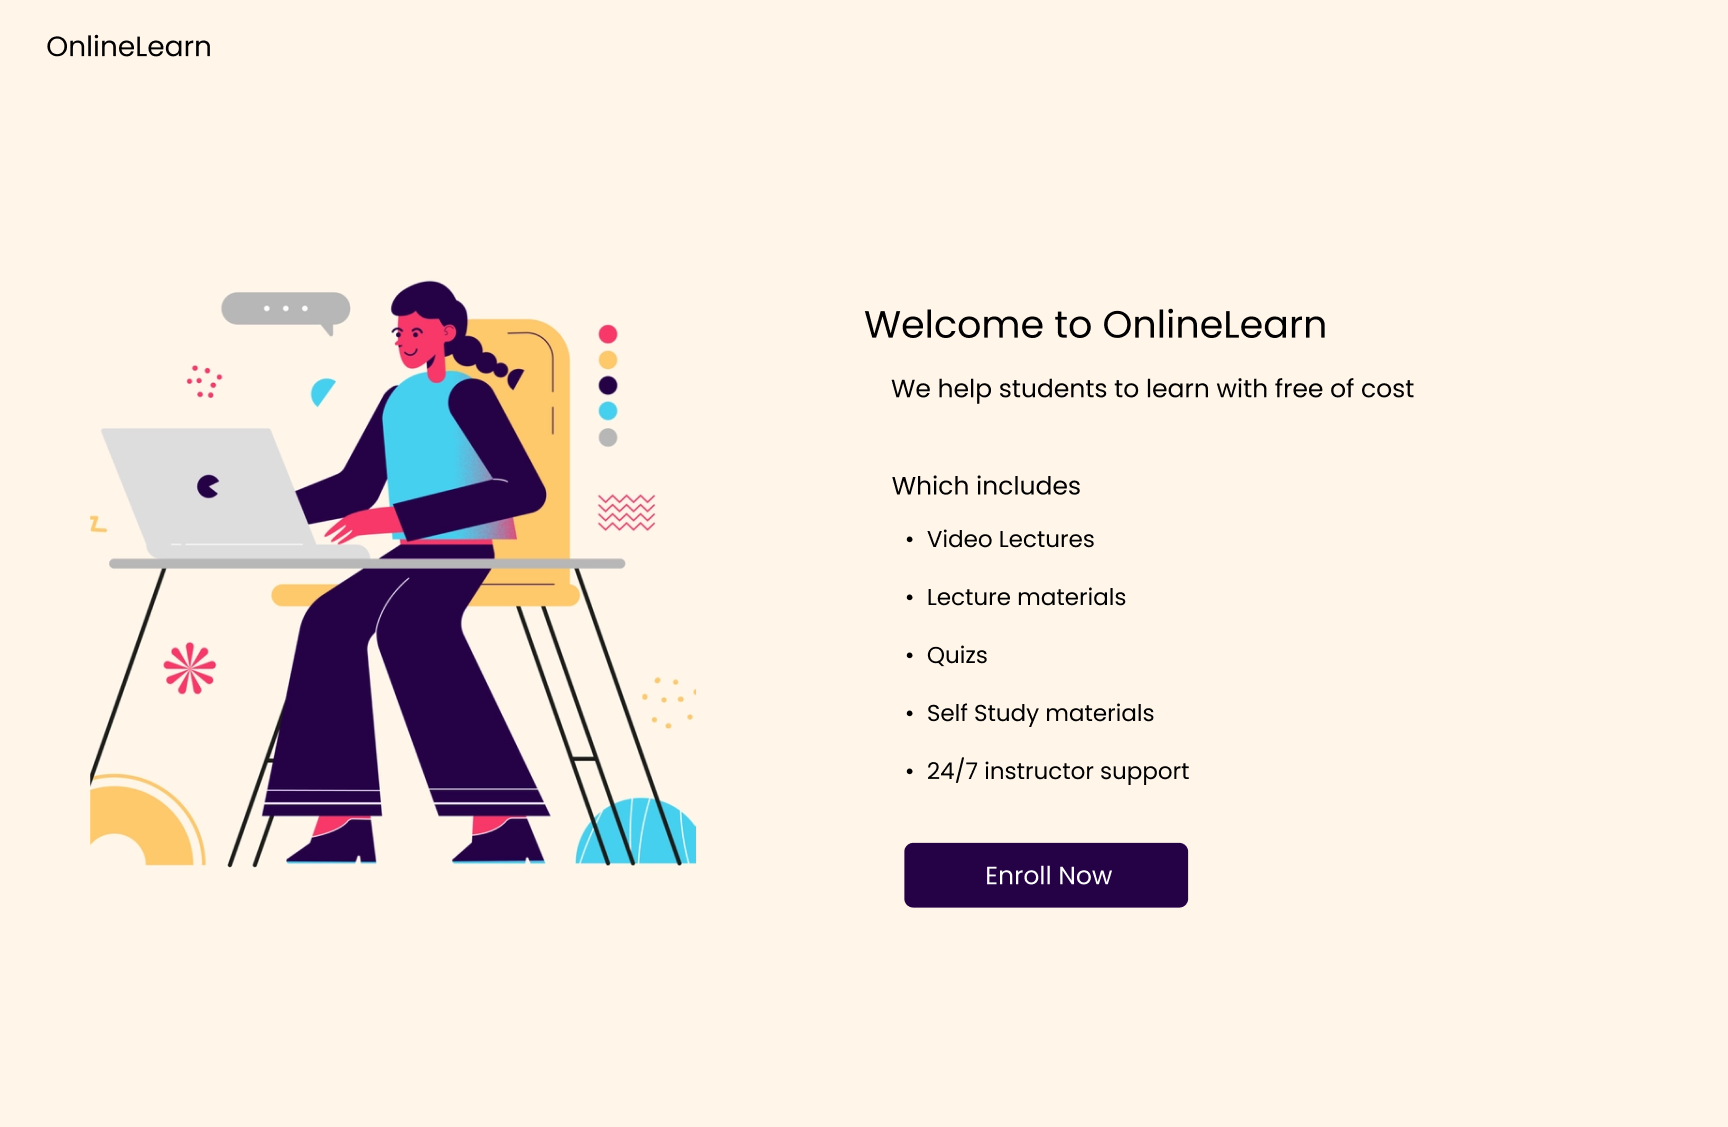 OnlineLearn
Welcome to OnlineLearn
We help students to learn with free of cost
Which includes
• Video Lectures
• Lecture materials
• Quizs
• Self Study materials
• 24/7 instructor support
Enroll Now